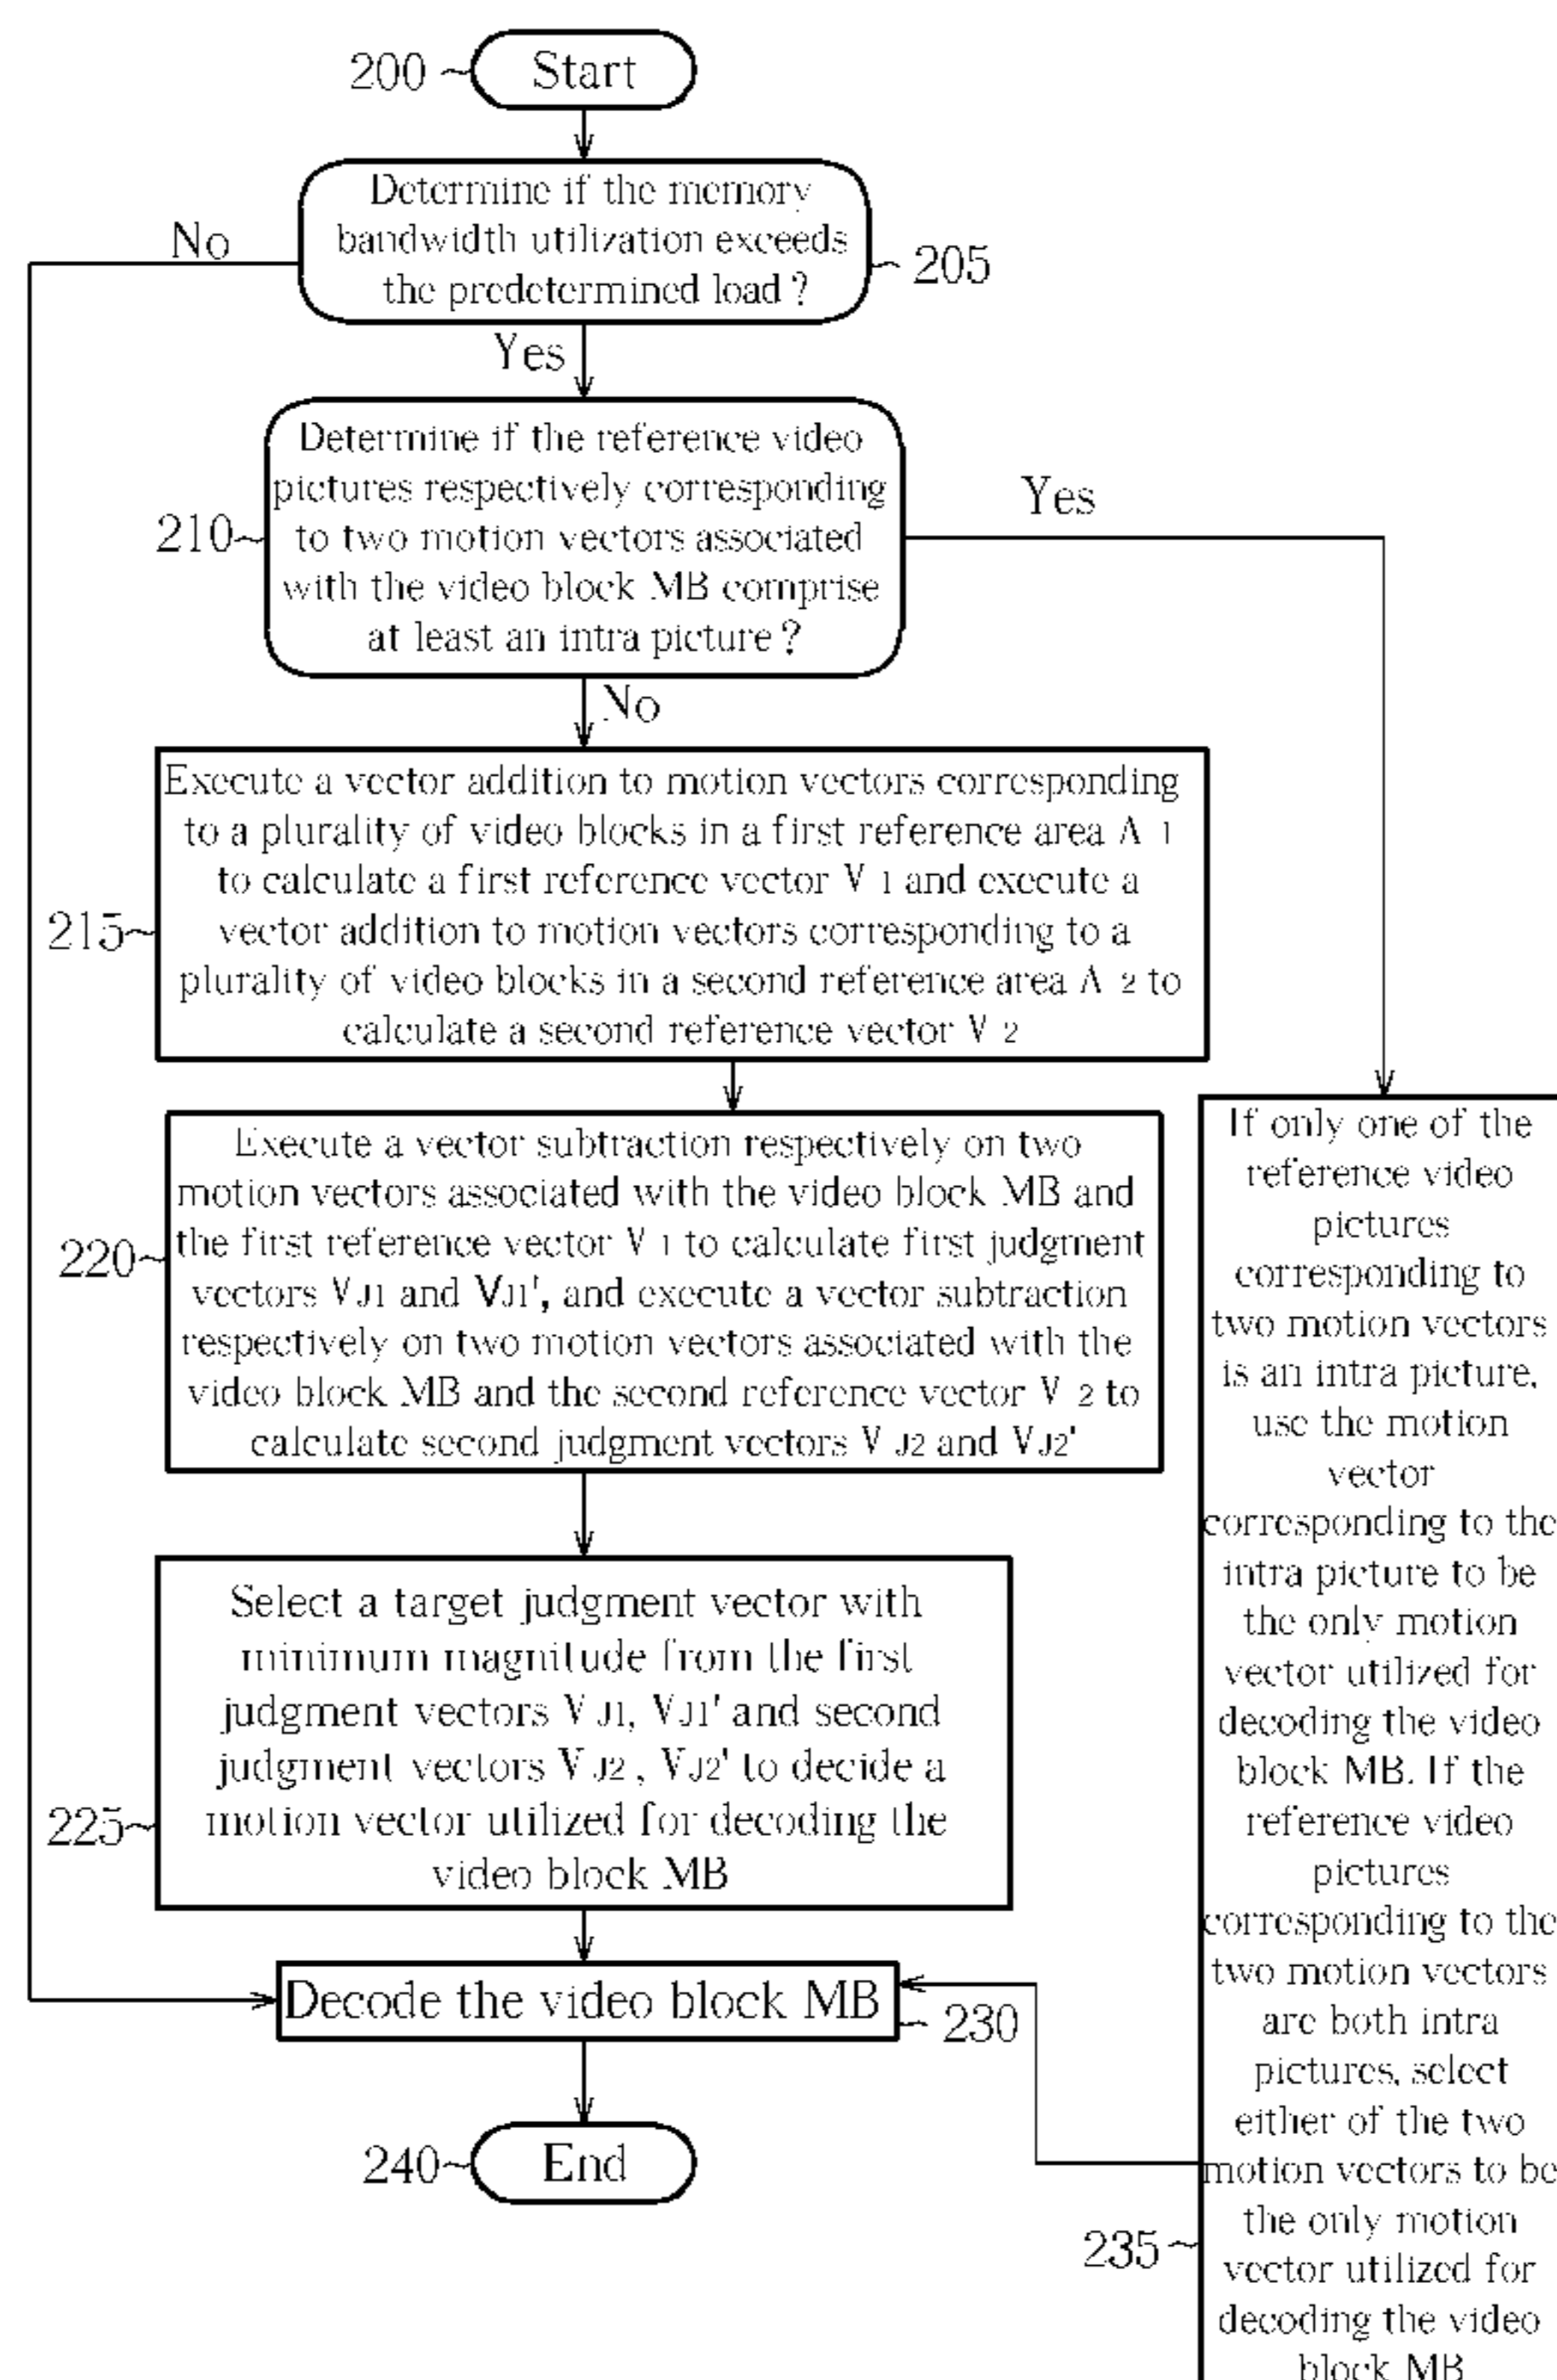 200
Start
Determine if the memory
bandwidth utilization exceeds
the predetermined load ?
205
No
Yes
Determine if the reference video
pictures respectively corresponding
to two motion vectors associated
with the video block MB comprise
at least an intra picture ?
210
Yes
No
Execute a vector addition to motion vectors corresponding
to a plurality of video blocks in a first reference area A 1
to calculate a first reference vector V 1 and execute a
vector addition to motion vectors corresponding to a
plurality of video blocks in a second reference area A 2 to
calculate a second reference vector V 2
215
Execute a vector subtraction respectively on two
motion vectors associated with the video block MB and
the first reference vector V 1 to calculate first judgment
vectors VJ1 and VJ1', and execute a vector subtraction
respectively on two motion vectors associated with the
video block MB and the second reference vector V 2 to
calculate second judgment vectors V J2 and VJ2'
220
Select a target judgment vector with
minimum magnitude from the first
judgment vectors V J1, VJ1' and second
judgment vectors V J2 , VJ2' to decide a
motion vector utilized for decoding the
video block MB
225
Decode the video block MB
230
End
240
If only one of the
reference video
pictures
corresponding to
two motion vectors
is an intra picture,
use the motion
vector
corresponding to the
intra picture to be
the only motion
vector utilized for
decoding the video
block MB. If the
reference video
pictures
corresponding to the
two motion vectors
are both intra
pictures, select
either of the two
motion vectors to be
the only motion
vector utilized for
decoding the video
block MB
235